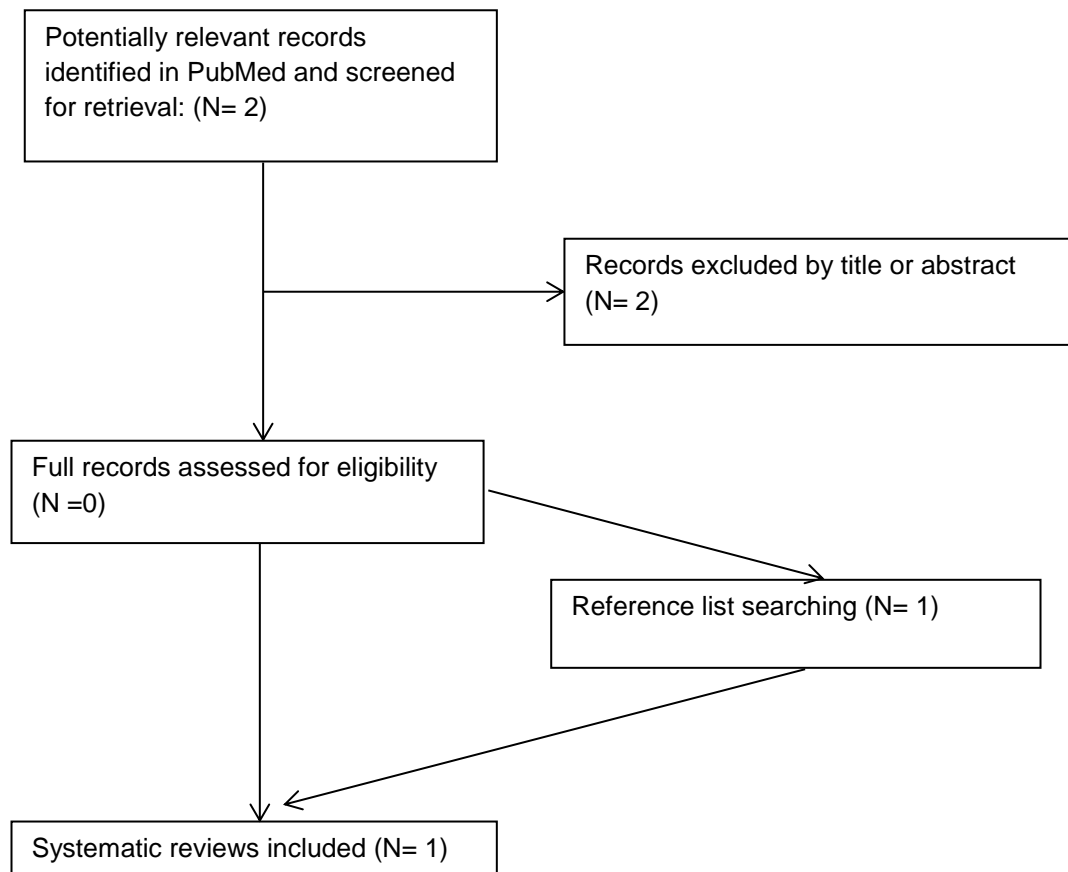 Potentially relevant records
identified in PubMed and screened
for retrieval: (N= 2)
Records excluded by title or abstract
(N= 2)
Full records assessed for eligibility
(N =0)
Reference list searching (N= 1)
Systematic reviews included (N= 1)